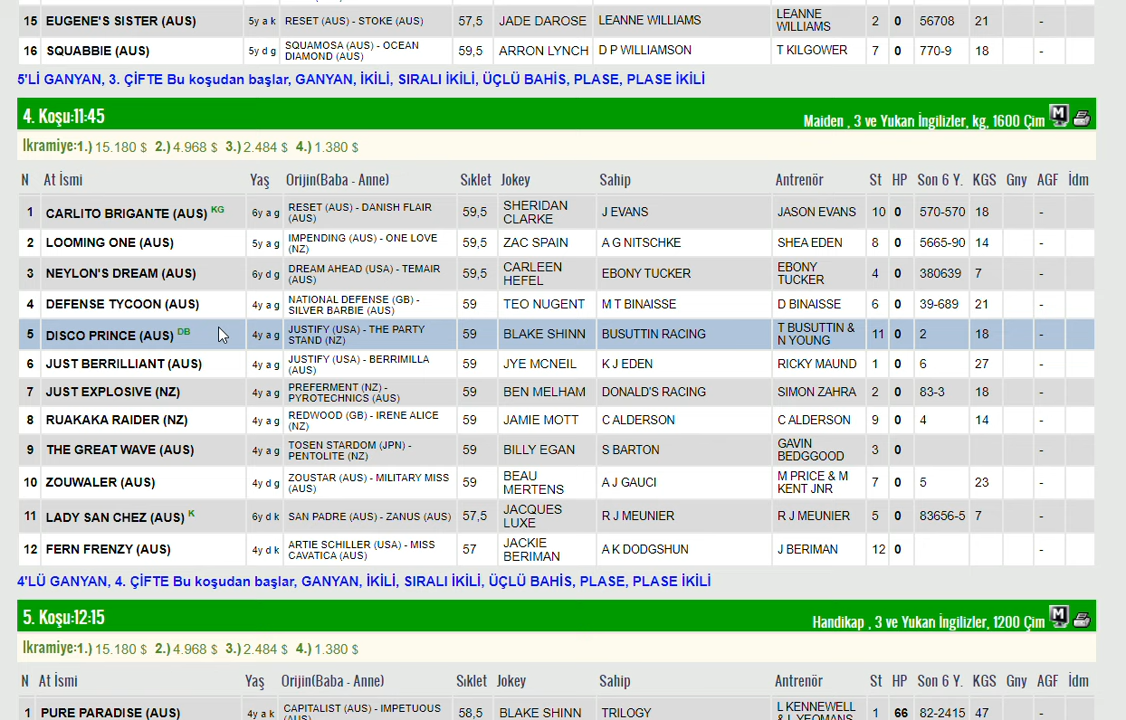 15 EUGENE'S SISTER (AUS) 5y a k RESET (AUS) - STOKE (AUS) 57,5 JADE DAROSE LEANNE WILLIAMS LEANNE WILLIAMS 2 0 56708 21 -
16 SQUABBIE (AUS) 5y d g SQUAMOSA (AUS) - OCEAN DIAMOND (AUS) 59,5 ARRON LYNCH D P WILLIAMSON T KILGOWER 7 0 770-9 18 -
5'Lİ GANYAN, 3. ÇİFTE Bu koşudan başlar, GANYAN, İKİLİ, SIRALI İKİLİ, ÜÇLÜ BAHİS, PLASE, PLASE İKİLİ
4. Koşu:11:45 Maiden , 3 ve Yukarı İngilizler, kg, 1600 Çim M
İkramiye:1.) 15.180 $ 2.) 4.968 $ 3.) 2.484 $ 4.) 1.380 $
N At İsmi Yaş Orijin(Baba - Anne) Sıklet Jokey Sahip Antrenör St HP Son 6 Y. KGS Gny AGF İdm
1 CARLITO BRIGANTE (AUS) KG 6y a g RESET (AUS) - DANISH FLAIR (AUS) 59,5 SHERIDAN CLARKE J EVANS JASON EVANS 10 0 570-570 18 -
2 LOOMING ONE (AUS) 5y a g IMPENDING (AUS) - ONE LOVE (NZ) 59,5 ZAC SPAIN A G NITSCHKE SHEA EDEN 8 0 5665-90 14 -
3 NEYLON'S DREAM (AUS) 6y d g DREAM AHEAD (USA) - TEMAIR (AUS) 59,5 CARLEEN HEFEL EBONY TUCKER EBONY TUCKER 4 0 380639 7 -
4 DEFENSE TYCOON (AUS) 4y a g NATIONAL DEFENSE (GB) - SILVER BARBIE (AUS) 59 TEO NUGENT M T BINAISSE D BINAISSE 6 0 39-689 21 -
5 DISCO PRINCE (AUS) DB 4y a g JUSTIFY (USA) - THE PARTY STAND (NZ) 59 BLAKE SHINN BUSUTTIN RACING T BUSUTTIN & N YOUNG 11 0 2 18 -
6 JUST BERRILLIANT (AUS) 4y a g JUSTIFY (USA) - BERRIMILLA (AUS) 59 JYE MCNEIL K J EDEN RICKY MAUND 1 0 6 27 -
7 JUST EXPLOSIVE (NZ) 4y a g PREFERMENT (NZ) - PYROTECHNICS (AUS) 59 BEN MELHAM DONALD'S RACING SIMON ZAHRA 2 0 83-3 18 -
8 RUAKAKA RAIDER (NZ) 4y a g REDWOOD (GB) - IRENE ALICE (NZ) 59 JAMIE MOTT C ALDERSON C ALDERSON 9 0 4 14 -
9 THE GREAT WAVE (AUS) 4y a g TOSEN STARDOM (JPN) - PENTOLITE (NZ) 59 BILLY EGAN S BARTON GAVIN BEDGGOOD 3 0 -
10 ZOUWALER (AUS) 4y d g ZOUSTAR (AUS) - MILITARY MISS (AUS) 59 BEAU MERTENS A J GAUCI M PRICE & M KENT JNR 7 0 5 23 -
11 LADY SAN CHEZ (AUS) K 6y d k SAN PADRE (AUS) - ZANUS (AUS) 57,5 JACQUES LUXE R J MEUNIER R J MEUNIER 5 0 83656-5 7 -
12 FERN FRENZY (AUS) 4y d k ARTIE SCHILLER (USA) - MISS CAVATICA (AUS) 57 JACKIE BERIMAN A K DODGSHUN J BERIMAN 12 0 -
4'LÜ GANYAN, 4. ÇİFTE Bu koşudan başlar, GANYAN, İKİLİ, SIRALI İKİLİ, ÜÇLÜ BAHİS, PLASE, PLASE İKİLİ
5. Koşu:12:15 Handikap , 3 ve Yukarı İngilizler, 1200 Çim M
İkramiye:1.) 15.180 $ 2.) 4.968 $ 3.) 2.484 $ 4.) 1.380 $
N At İsmi Yaş Orijin(Baba - Anne) Sıklet Jokey Sahip Antrenör St HP Son 6 Y. KGS Gny AGF İdm
1 PURE PARADISE (AUS) 4y a k CAPITALIST (AUS) - IMPETUOUS (AUS) 58,5 BLAKE SHINN TRILOGY L KENNEWELL & L YEOMANS 1 66 82-2415 47 -